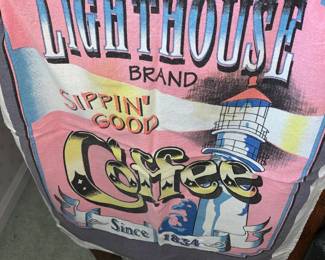 LIGHTHOUSE
BRAND
SIPPIN'
GOOD
Coffee
Since 1834